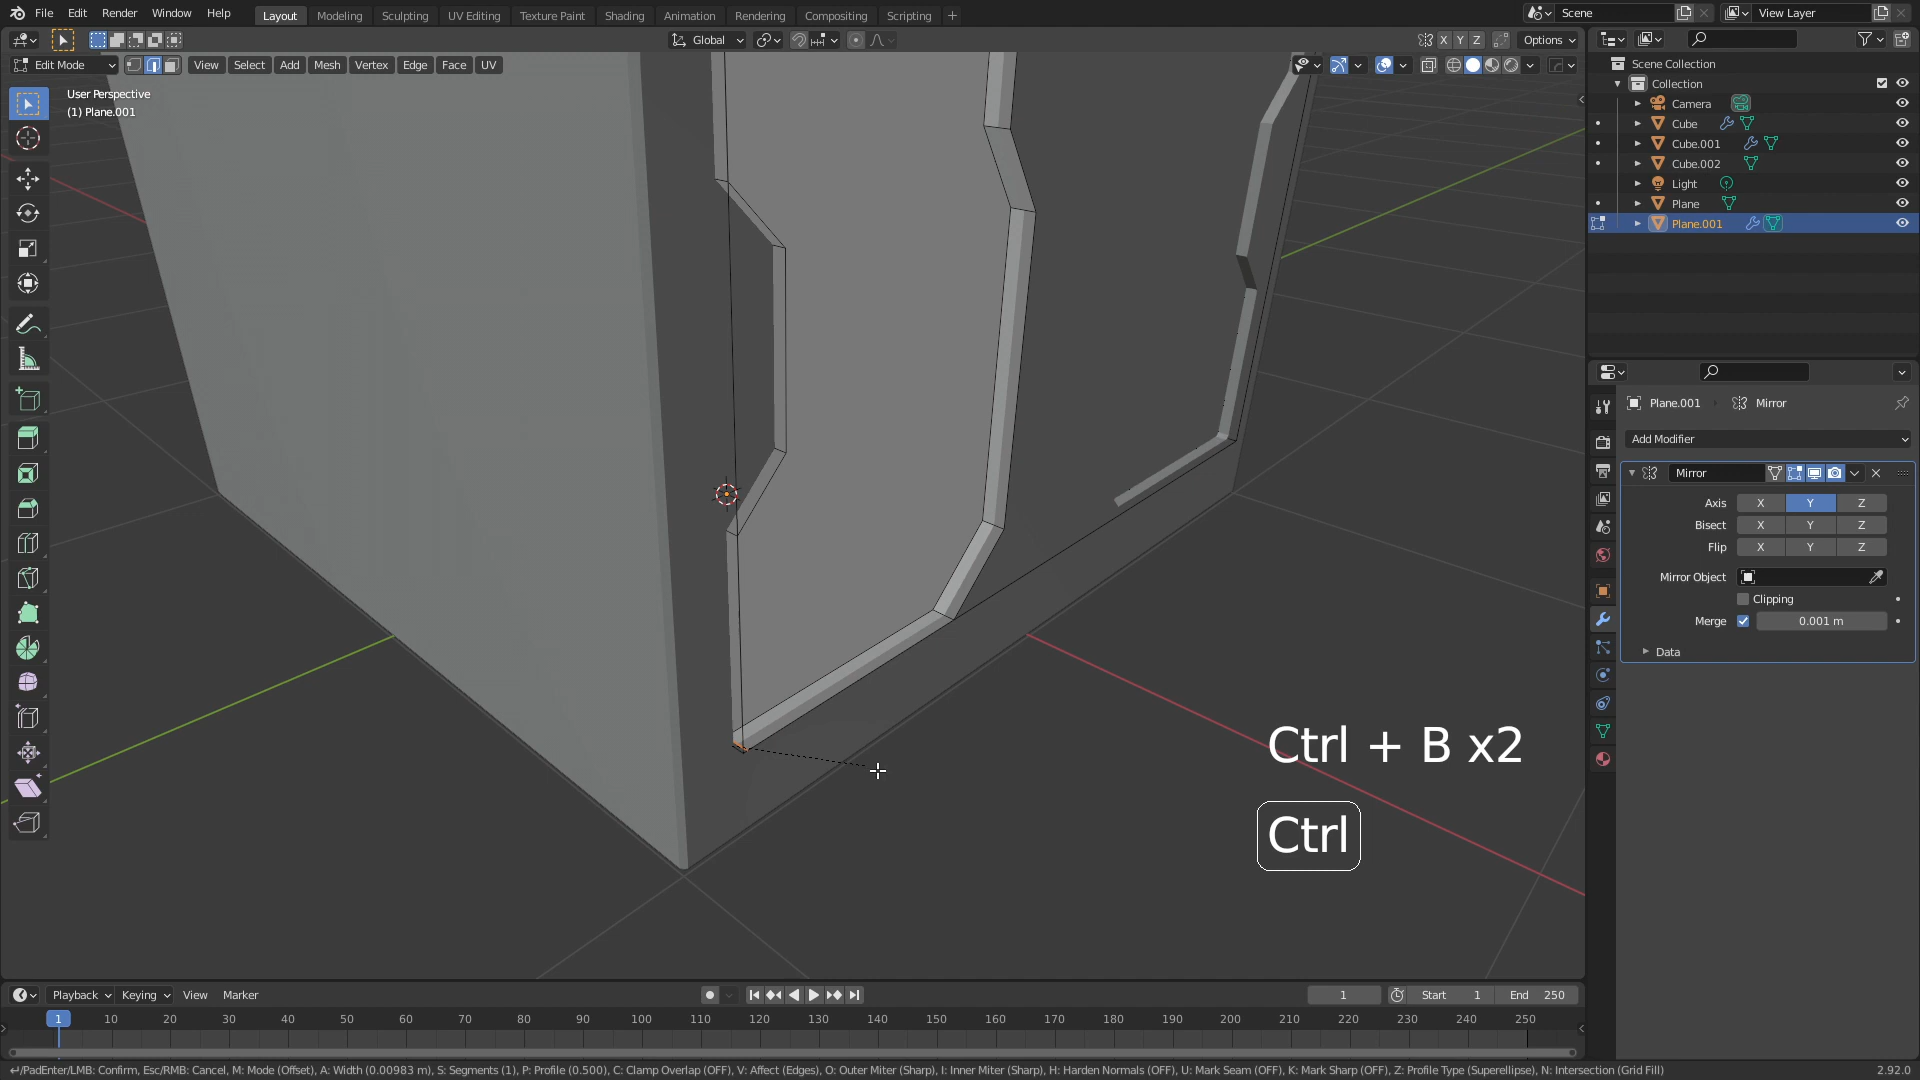 File Edit Render Window Help Layout Modeling Sculpting UV Editing Texture Paint Shading Animation Rendering Compositing Scripting + Scene View Layer
Global X Y Z Options
Edit Mode View Select Add Mesh Vertex Edge Face UV
User Perspective
(1) Plane.001
Scene Collection
Collection
Camera
Cube
Cube.001
Cube.002
Light
Plane
Plane.001
Plane.001 Mirror
Add Modifier
Mirror
Axis X Y Z
Bisect X Y Z
Flip X Y Z
Mirror Object
Clipping
Merge 0.001 m
Data
Ctrl + B x2
Ctrl
Playback Keying View Marker 1 Start 1 End 250
1 10 20 30 40 50 60 70 80 90 100 110 120 130 140 150 160 170 180 190 200 210 220 230 240 250
↵/PadEnter/LMB: Confirm, Esc/RMB: Cancel, M: Mode (Offset), A: Width (0.00983 m), S: Segments (1), P: Profile (0.500), C: Clamp Overlap (OFF), V: Affect (Edges), O: Outer Miter (Sharp), I: Inner Miter (Sharp), H: Harden Normals (OFF), U: Mark Seam (OFF), K: Mark Sharp (OFF), Z: Profile Type (Superellipse), N: Intersection (Grid Fill) 2.92.0